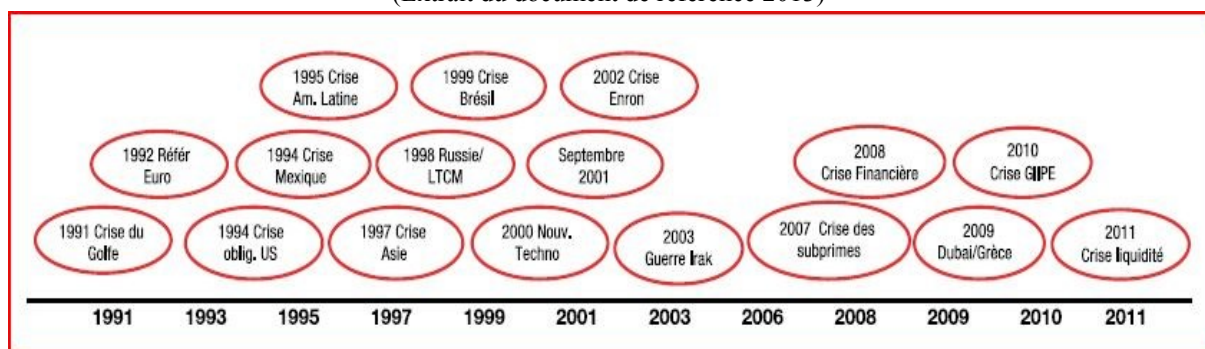 1995 Crise
Am. Latine
1999 Crise
Brésil
2002 Crise
Enron
1992 Référ
Euro
1994 Crise
Mexique
1998 Russie/
LTCM
Septembre
2001
2008
Crise Financière
2010
Crise GIIPE
1991 Crise du
Golfe
1994 Crise
oblig. US
1997 Crise
Asie
2000 Nouv.
Techno
2003
Guerre Irak
2007 Crise des
subprimes
2009
Dubai/Grèce
2011
Crise liquidité
1991 1993 1995 1997 1999 2001 2003 2006 2008 2009 2010 2011